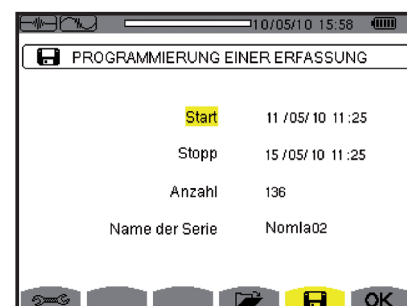 10/05/10 15:58
PROGRAMMIERUNG EINER ERFASSUNG
Start 11/05/10 11:25
Stopp 15/05/10 11:25
Anzahl 136
Name der Serie Nomla02
OK